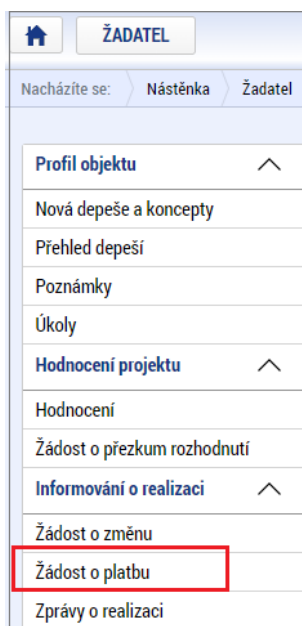 ŽADATEL
Nacházíte se: Nástěnka Žadatel
Profil objektu
Nová depeše a koncepty
Přehled depeší
Poznámky
Úkoly
Hodnocení projektu
Hodnocení
Žádost o přezkum rozhodnutí
Informování o realizaci
Žádost o změnu
Žádost o platbu
Zprávy o realizaci